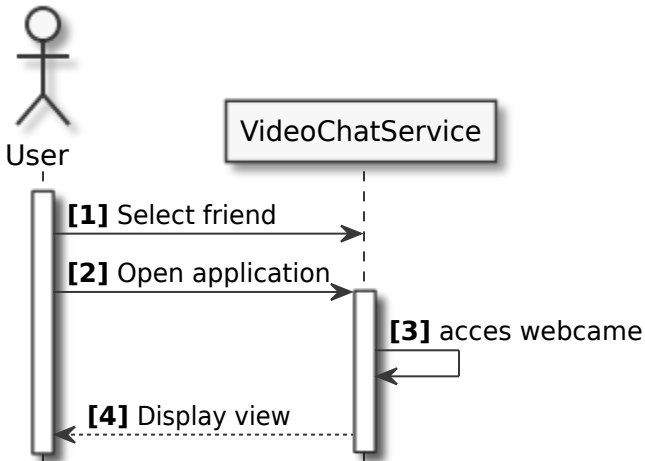 User
VideoChatService
[1] Select friend
[2] Open application
[3] acces webcame
[4] Display view